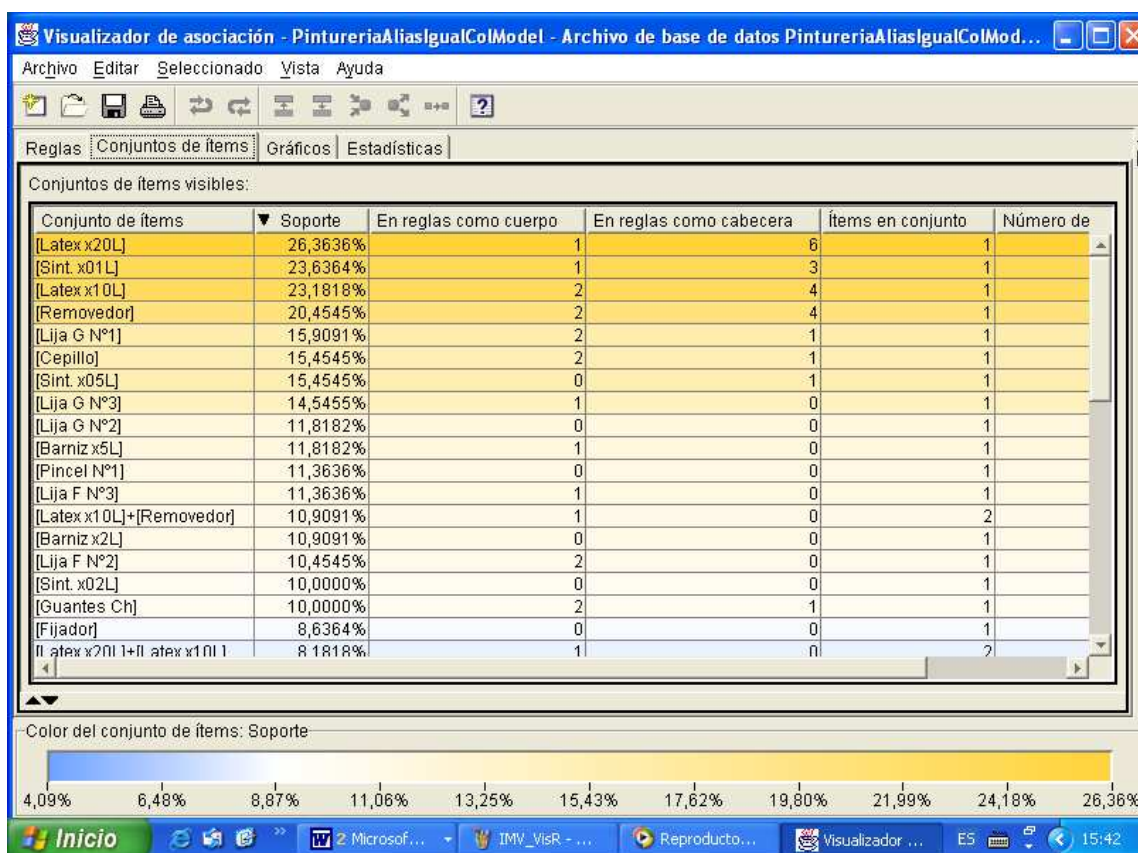 Visualizador de asociación - PintureriaAliasIgualColModel - Archivo de base de datos PintureriaAliasIgualColMod...
Archivo Editar Seleccionado Vista Ayuda
Reglas Conjuntos de ítems Gráficos Estadísticas
Conjuntos de ítems visibles:
Conjunto de ítems ▼ Soporte En reglas como cuerpo En reglas como cabecera Ítems en conjunto Número de
[Latex x20L] 26,3636% 1 6 1
[Sint. x01L] 23,6364% 1 3 1
[Latex x10L] 23,1818% 2 4 1
[Removedor] 20,4545% 2 4 1
[Lija G Nº1] 15,9091% 2 1 1
[Cepillo] 15,4545% 2 1 1
[Sint. x05L] 15,4545% 0 1 1
[Lija G Nº3] 14,5455% 1 0 1
[Lija G Nº2] 11,8182% 0 0 1
[Barniz x5L] 11,8182% 1 0 1
[Pincel Nº1] 11,3636% 0 0 1
[Lija F Nº3] 11,3636% 1 0 1
[Latex x10L]+[Removedor] 10,9091% 1 0 2
[Barniz x2L] 10,9091% 0 0 1
[Lija F Nº2] 10,4545% 2 0 1
[Sint. x02L] 10,0000% 0 0 1
[Guantes Ch] 10,0000% 2 1 1
[Fijador] 8,6364% 0 0 1
[Latex x20L]+[Latex x10L] 8,1818% 1 0 2
Color del conjunto de ítems: Soporte
4,09% 6,48% 8,87% 11,06% 13,25% 15,43% 17,62% 19,80% 21,99% 24,18% 26,36%
Inicio » 2 Microsof... IMV_VisR - ... Reproducto... Visualizador ... ES 15:42